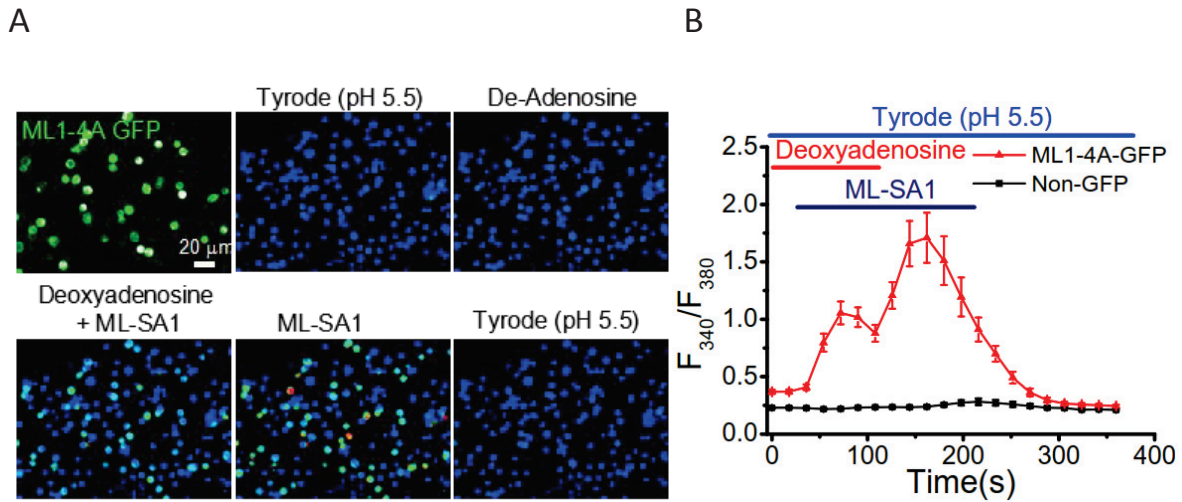 A
B
ML1-4A GFP
20 μm
Tyrode (pH 5.5)
De-Adenosine
Deoxyadenosine
+ ML-SA1
ML-SA1
Tyrode (pH 5.5)
Tyrode (pH 5.5)
Deoxyadenosine
ML-SA1
ML1-4A-GFP
Non-GFP
F340/F380
2.5
2.0
1.5
1.0
0.5
0.0
0 100 200 300 400
Time(s)